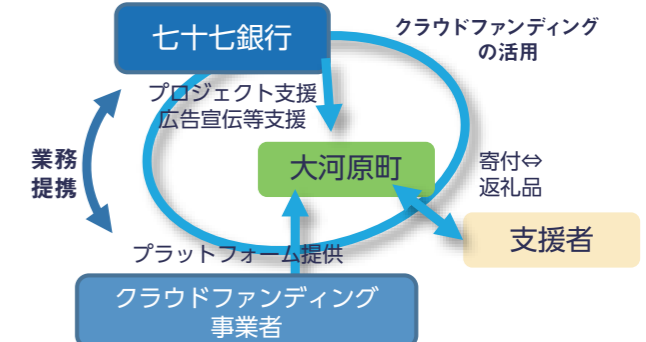 七十七銀行
クラウドファンディング
の活用
プロジェクト支援
広告宣伝等支援
業務
提携
大河原町
寄付⇔
返礼品
支援者
プラットフォーム提供
クラウドファンディング
事業者